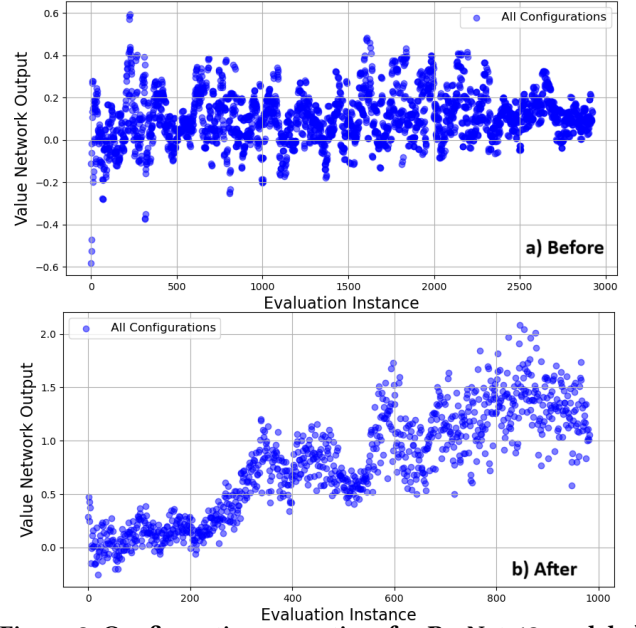 All Configurations
Value Network Output
0.6
0.4
0.2
0.0
−0.2
−0.4
−0.6
a) Before
0 500 1000 1500 2000 2500 3000
Evaluation Instance
All Configurations
Value Network Output
2.0
1.5
1.0
0.5
0.0
b) After
0 200 400 600 800 1000
Evaluation Instance